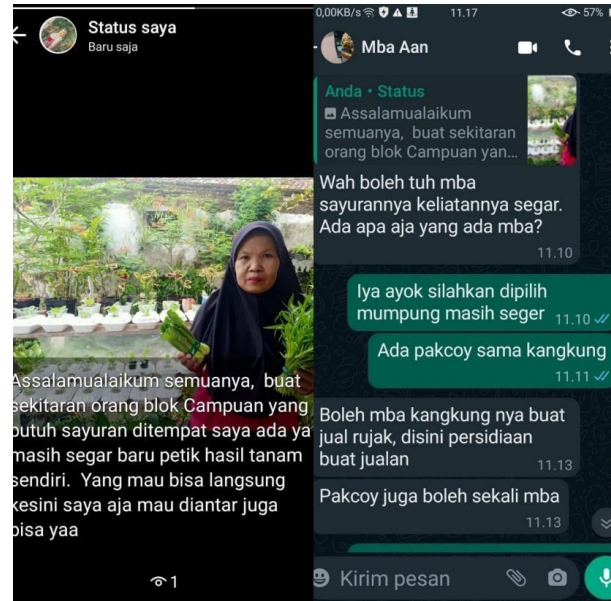 Status saya
Baru saja
Assalamualaikum semuanya, buat
sekitaran orang blok Campuan yang
butuh sayuran ditempat saya ada ya
masih segar baru petik hasil tanam
sendiri. Yang mau bisa langsung
kesini saya aja mau diantar juga
bisa yaa
1
0,00KB/s 11.17 57%
Mba Aan
Anda • Status
Assalamualaikum
semuanya, buat sekitaran
orang blok Campuan yan...
Wah boleh tuh mba
sayurannya keliatannya segar.
Ada apa aja yang ada mba?
11.10
Iya ayok silahkan dipilih
mumpung masih seger 11.10
Ada pakcoy sama kangkung
11.11
Boleh mba kangkung nya buat
jual rujak, disini persidiaan
buat jualan 11.13
Pakcoy juga boleh sekali mba
11.13
Kirim pesan